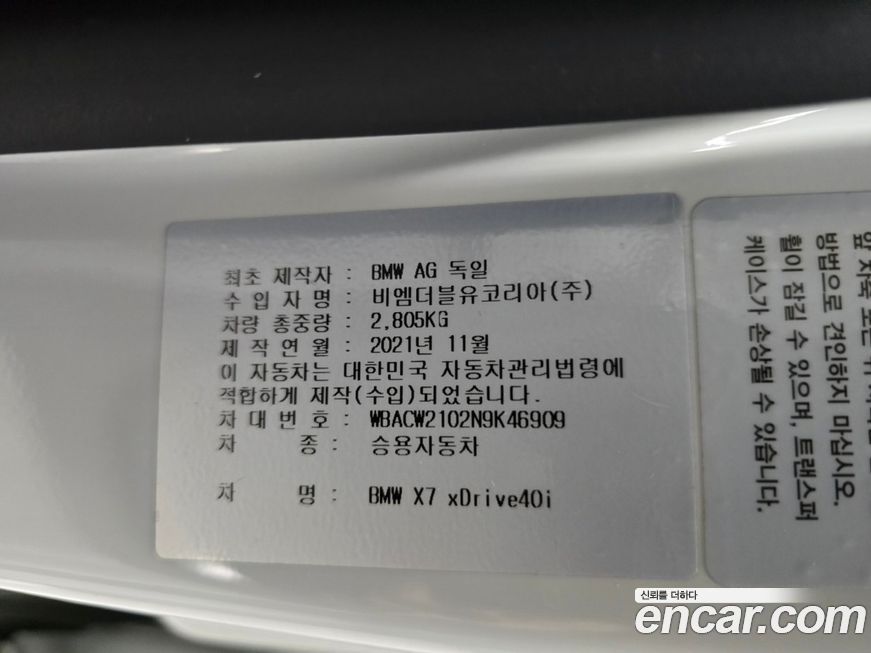 최초 제작자 : BMW AG 독일
수 입 자 명 : 비엠더블유코리아(주)
차량 총중량 : 2,805KG
제 작 연 월 : 2021년 11월
이 자동차는 대한민국 자동차관리법령에
적합하게 제작(수입)되었습니다.
차 대 번 호 : WBACW2102N9K46909
차 종 : 승용자동차
차 명 : BMW X7 xDrive40i
방법으로 견인하지 마십시오.
휠이 잠길 수 있으며, 트랜스퍼
케이스가 손상될 수 있습니다.
신뢰를 더하다
encar.com